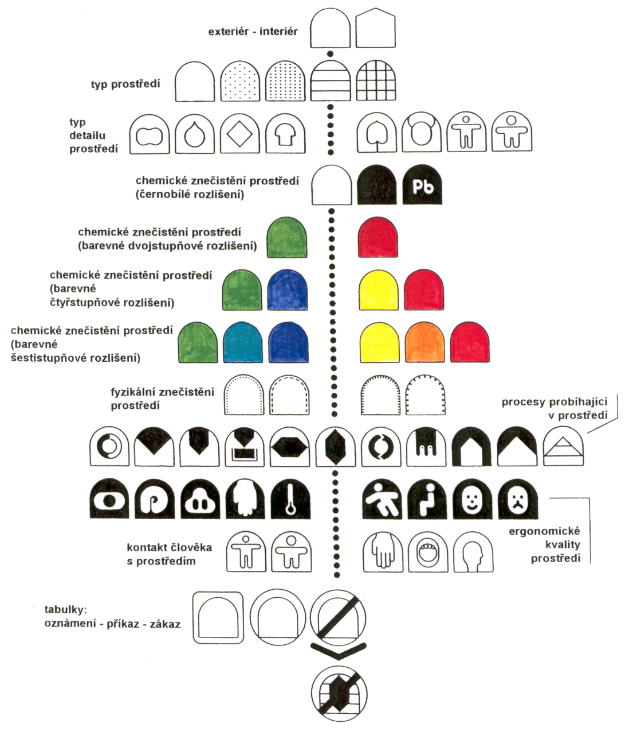 exteriér - interiér
typ prostředí
typ
detailu
prostředí
chemické znečistění prostředí
(černobílé rozlišení)
Pb
chemické znečistění prostředí
(barevné dvojstupňové rozlišení)
chemické znečistění prostředí
(barevné
čtyřstupňové rozlišení)
chemické znečistění prostředí
(barevné
šestistupňové rozlišení)
fyzikální znečistění
prostředí
procesy probíhající
v prostředí
ergonomické
kvality
prostředí
kontakt člověka
s prostředím
tabulky:
oznámení - příkaz - zákaz